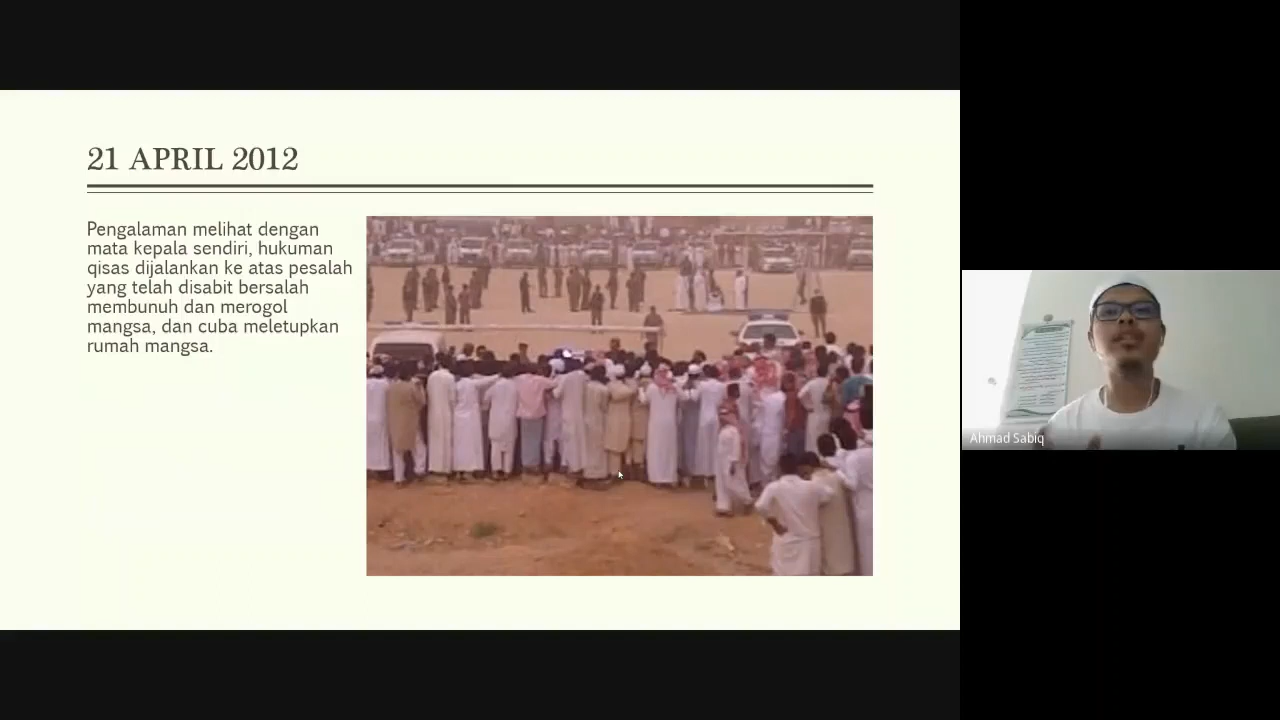 21 APRIL 2012
Pengalaman melihat dengan
mata kepala sendiri, hukuman
qisas dijalankan ke atas pesalah
yang telah disabit bersalah
membunuh dan merogol
mangsa, dan cuba meletupkan
rumah mangsa.
Ahmad Sabiq